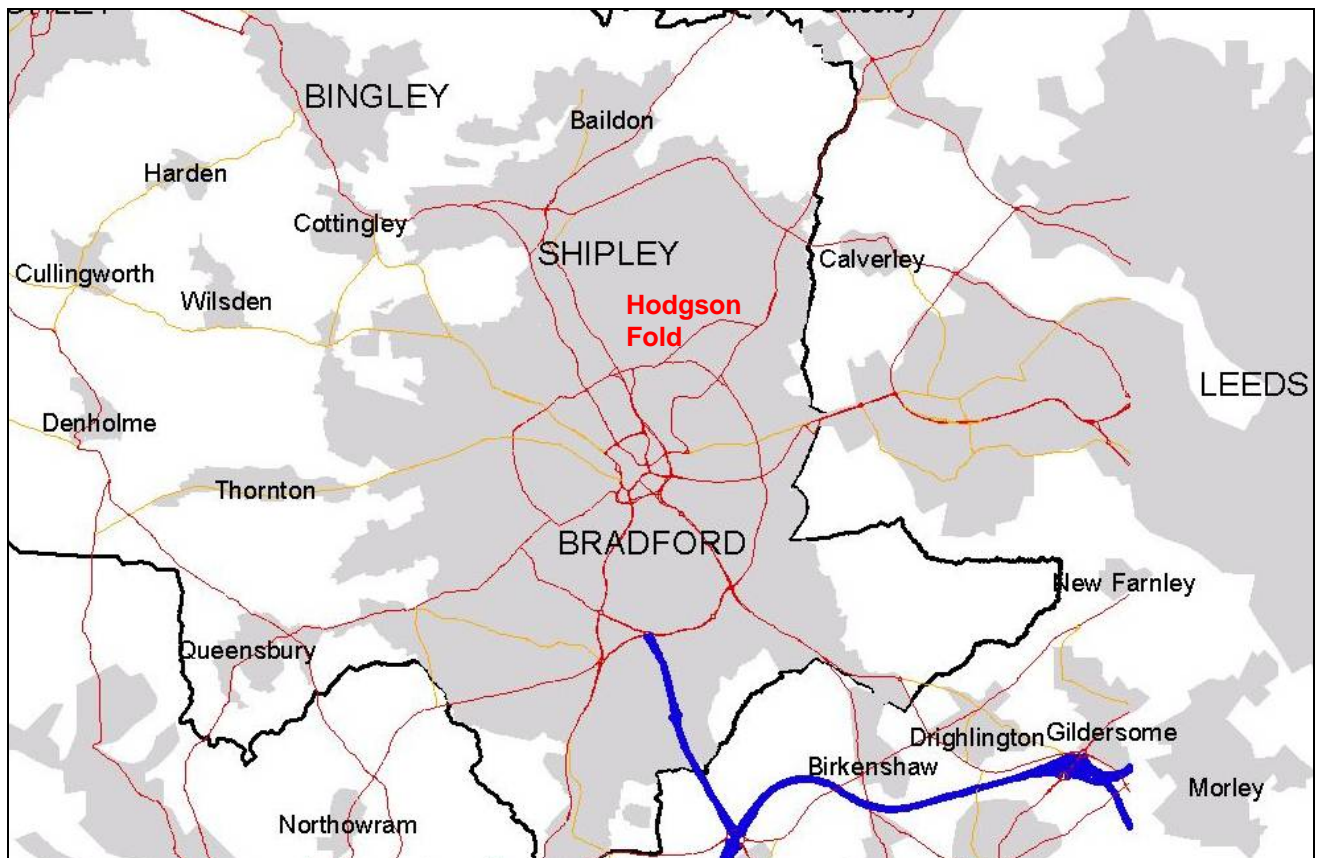 BINGLEY
Baildon
Harden
Cottingley
SHIPLEY
Calverley
Cullingworth
Wilsden
Hodgson
Fold
LEEDS
Denholme
Thornton
BRADFORD
New Farnley
Queensbury
Drighlington
Gildersome
Birkenshaw
Morley
Northowram